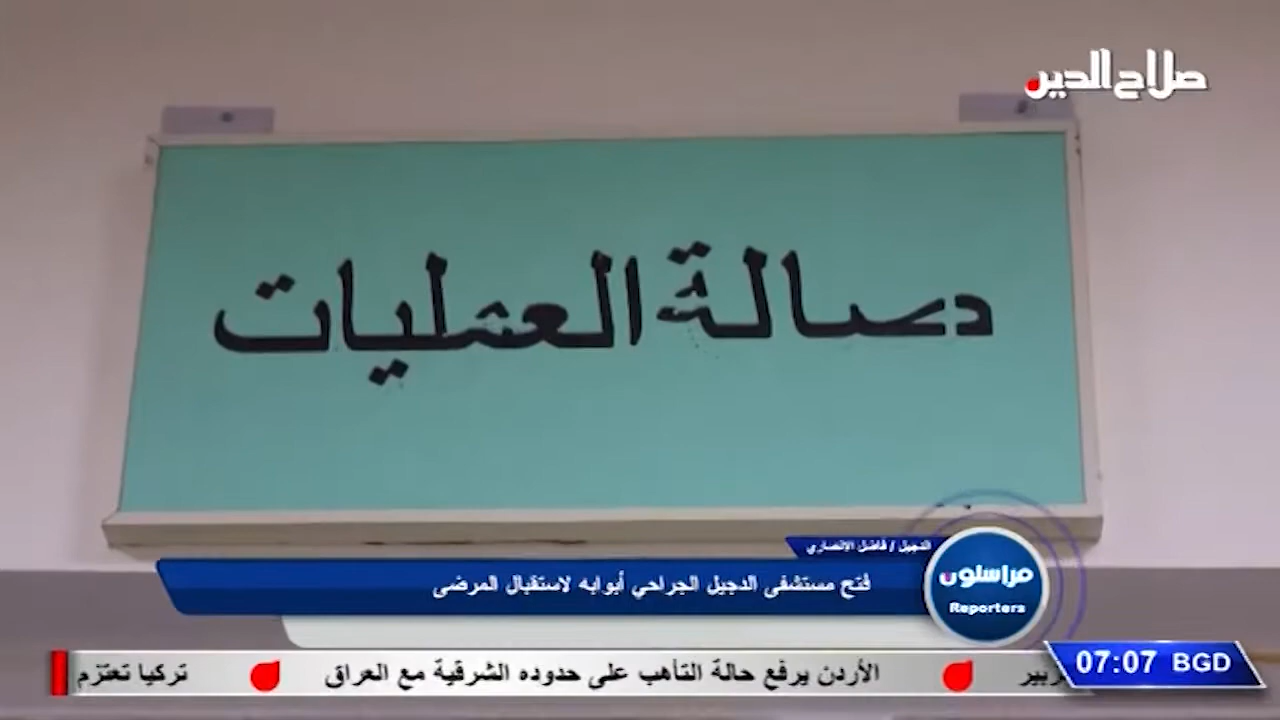 صلاح الدين
صالة العمليات
الدجيل / فاضل الانصاري
فتح مستشفى الدجيل الجراحي أبوابه لاستقبال المرضى
مراسلون
Reporters
الأردن يرفع حالة التأهب على حدوده الشرقية مع العراق
تركيا تعتزم
07:07 BGD